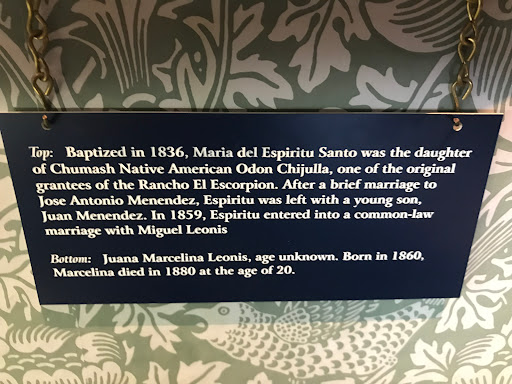 Top: Baptized in 1836, Maria del Espiritu Santo was the daughter
of Chumash Native American Odon Chijulla, one of the original
grantees of the Rancho El Escorpion. After a brief marriage to
Jose Antonio Menendez, Espiritu was left with a young son,
Juan Menendez. In 1859, Espiritu entered into a common-law
marriage with Miguel Leonis
Bottom: Juana Marcelina Leonis, age unknown. Born in 1860,
Marcelina died in 1880 at the age of 20.